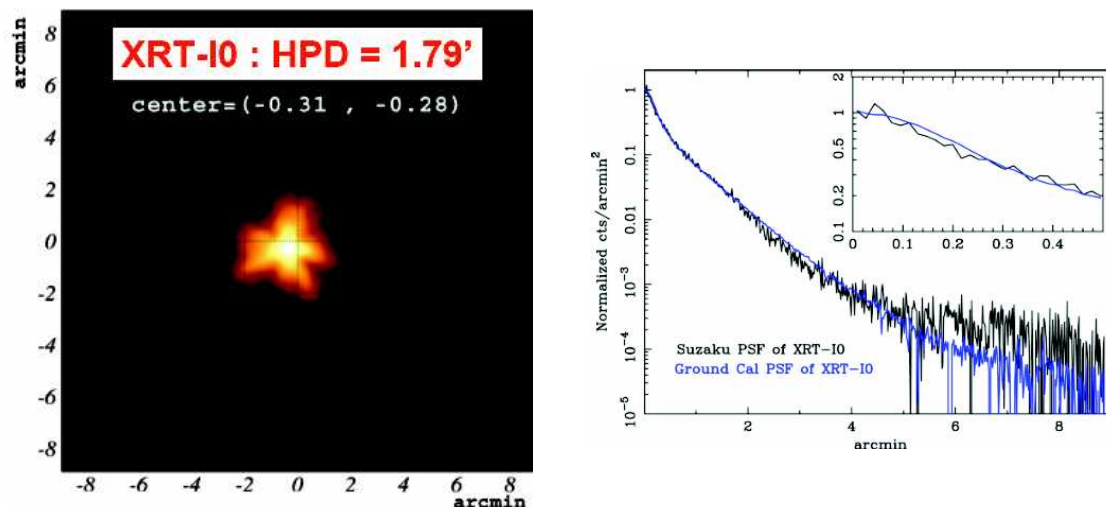 XRT-I0 : HPD = 1.79'
center=(-0.31 , -0.28)
arcmin
8
6
4
2
0
-2
-4
-6
-8
-8 -6 -4 -2 0 2 4 6 8
arcmin
Normalized cts/arcmin²
1
0.1
0.01
10⁻³
10⁻⁴
10⁻⁵
2
1
0.5
0.2
0.1
0 0.1 0.2 0.3 0.4
Suzaku PSF of XRT-I0
Ground Cal PSF of XRT-I0
2 4 6 8
arcmin